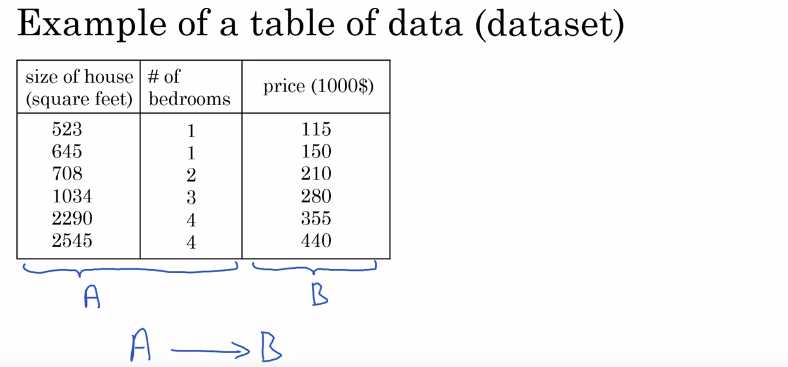 Example of a table of data (dataset)
size of house # of price (1000$)
(square feet) bedrooms
523 1 115
645 1 150
708 2 210
1034 3 280
2290 4 355
2545 4 440
A B
A → B